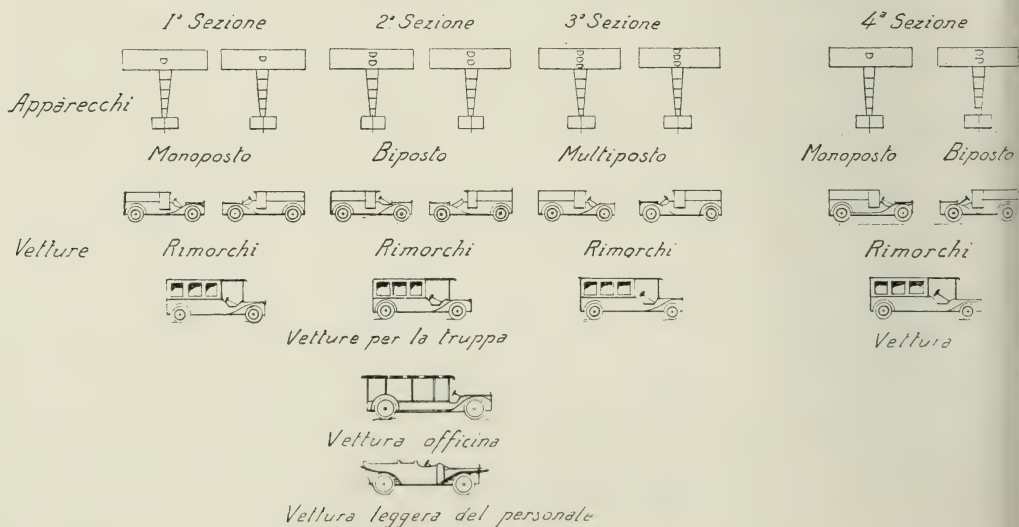 1ª Sezione 2ª Sezione 3ª Sezione 4ª Sezione
Apparecchi
Monoposto Biposto Multiposto Monoposto Biposto
Vetture Rimorchi Rimorchi Rimorchi Rimorchi
Vetture per la truppa Vettura
Vettura officina
Vettura leggera del personale